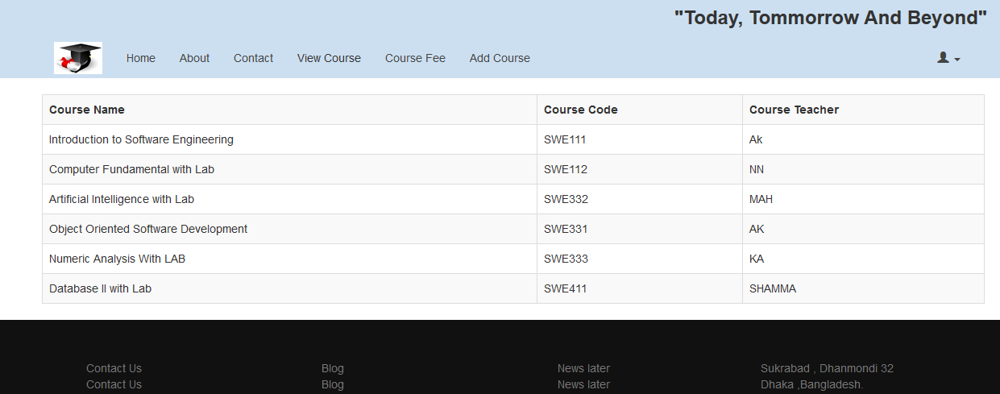 "Today, Tommorrow And Beyond"
Home About Contact View Course Course Fee Add Course
Course Name Course Code Course Teacher
Introduction to Software Engineering SWE111 Ak
Computer Fundamental with Lab SWE112 NN
Artificial Intelligence with Lab SWE332 MAH
Object Oriented Software Development SWE331 AK
Numeric Analysis With LAB SWE333 KA
Database II with Lab SWE411 SHAMMA
Contact Us Blog News later Sukrabad , Dhanmondi 32
Contact Us Blog News later Dhaka ,Bangladesh.